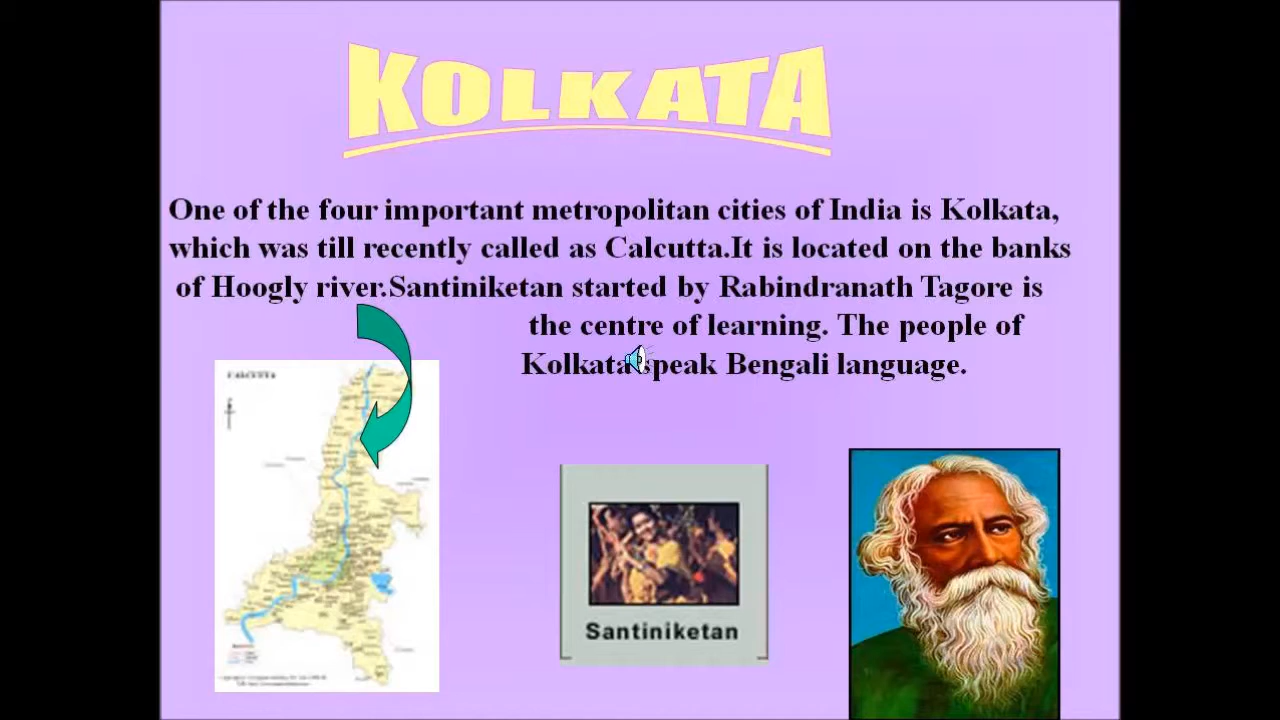 KOLKATA
One of the four important metropolitan cities of India is Kolkata,
which was till recently called as Calcutta.It is located on the banks
of Hoogly river.Santiniketan started by Rabindranath Tagore is
the centre of learning. The people of
Kolkata speak Bengali language.
CALCUTTA
Santiniketan